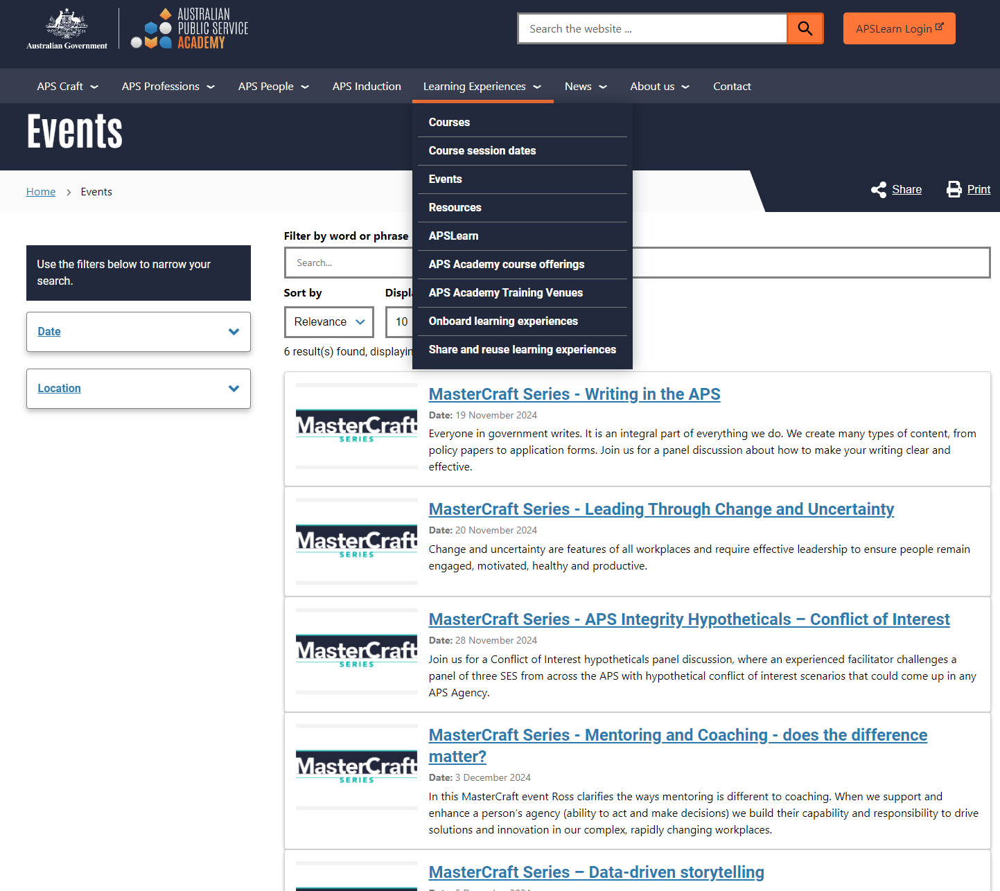 Australian Government
AUSTRALIAN
PUBLIC SERVICE
ACADEMY
Search the website ...
APSLearn Login
APS Craft
APS Professions
APS People
APS Induction
Learning Experiences
News
About us
Contact
Events
Courses
Course session dates
Events
Resources
APSLearn
APS Academy course offerings
APS Academy Training Venues
Onboard learning experiences
Share and reuse learning experiences
Home
Events
Share
Print
Use the filters below to narrow your
search.
Date
Location
Filter by word or phrase
Search...
Sort by
Relevance
10
6 result(s) found,
MasterCraft
SERIES
MasterCraft Series - Writing in the APS
Date: 19 November 2024
Everyone in government writes. It is an integral part of everything we do. We create many types of content, from
policy papers to application forms. Join us for a panel discussion about how to make your writing clear and
effective.
MasterCraft
SERIES
MasterCraft Series - Leading Through Change and Uncertainty
Date: 20 November 2024
Change and uncertainty are features of all workplaces and require effective leadership to ensure people remain
engaged, motivated, healthy and productive.
MasterCraft
SERIES
MasterCraft Series - APS Integrity Hypotheticals – Conflict of Interest
Date: 28 November 2024
Join us for a Conflict of Interest hypotheticals panel discussion, where an experienced facilitator challenges a
panel of three SES from across the APS with hypothetical conflict of interest scenarios that could come up in any
APS Agency.
MasterCraft
SERIES
MasterCraft Series - Mentoring and Coaching - does the difference
matter?
Date: 3 December 2024
In this MasterCraft event Ross clarifies the ways mentoring is different to coaching. When we support and
enhance a person's agency (ability to act and make decisions) we build their capability and responsibility to drive
solutions and innovation in our complex, rapidly changing workplaces.
MasterCraft Series – Data-driven storytelling